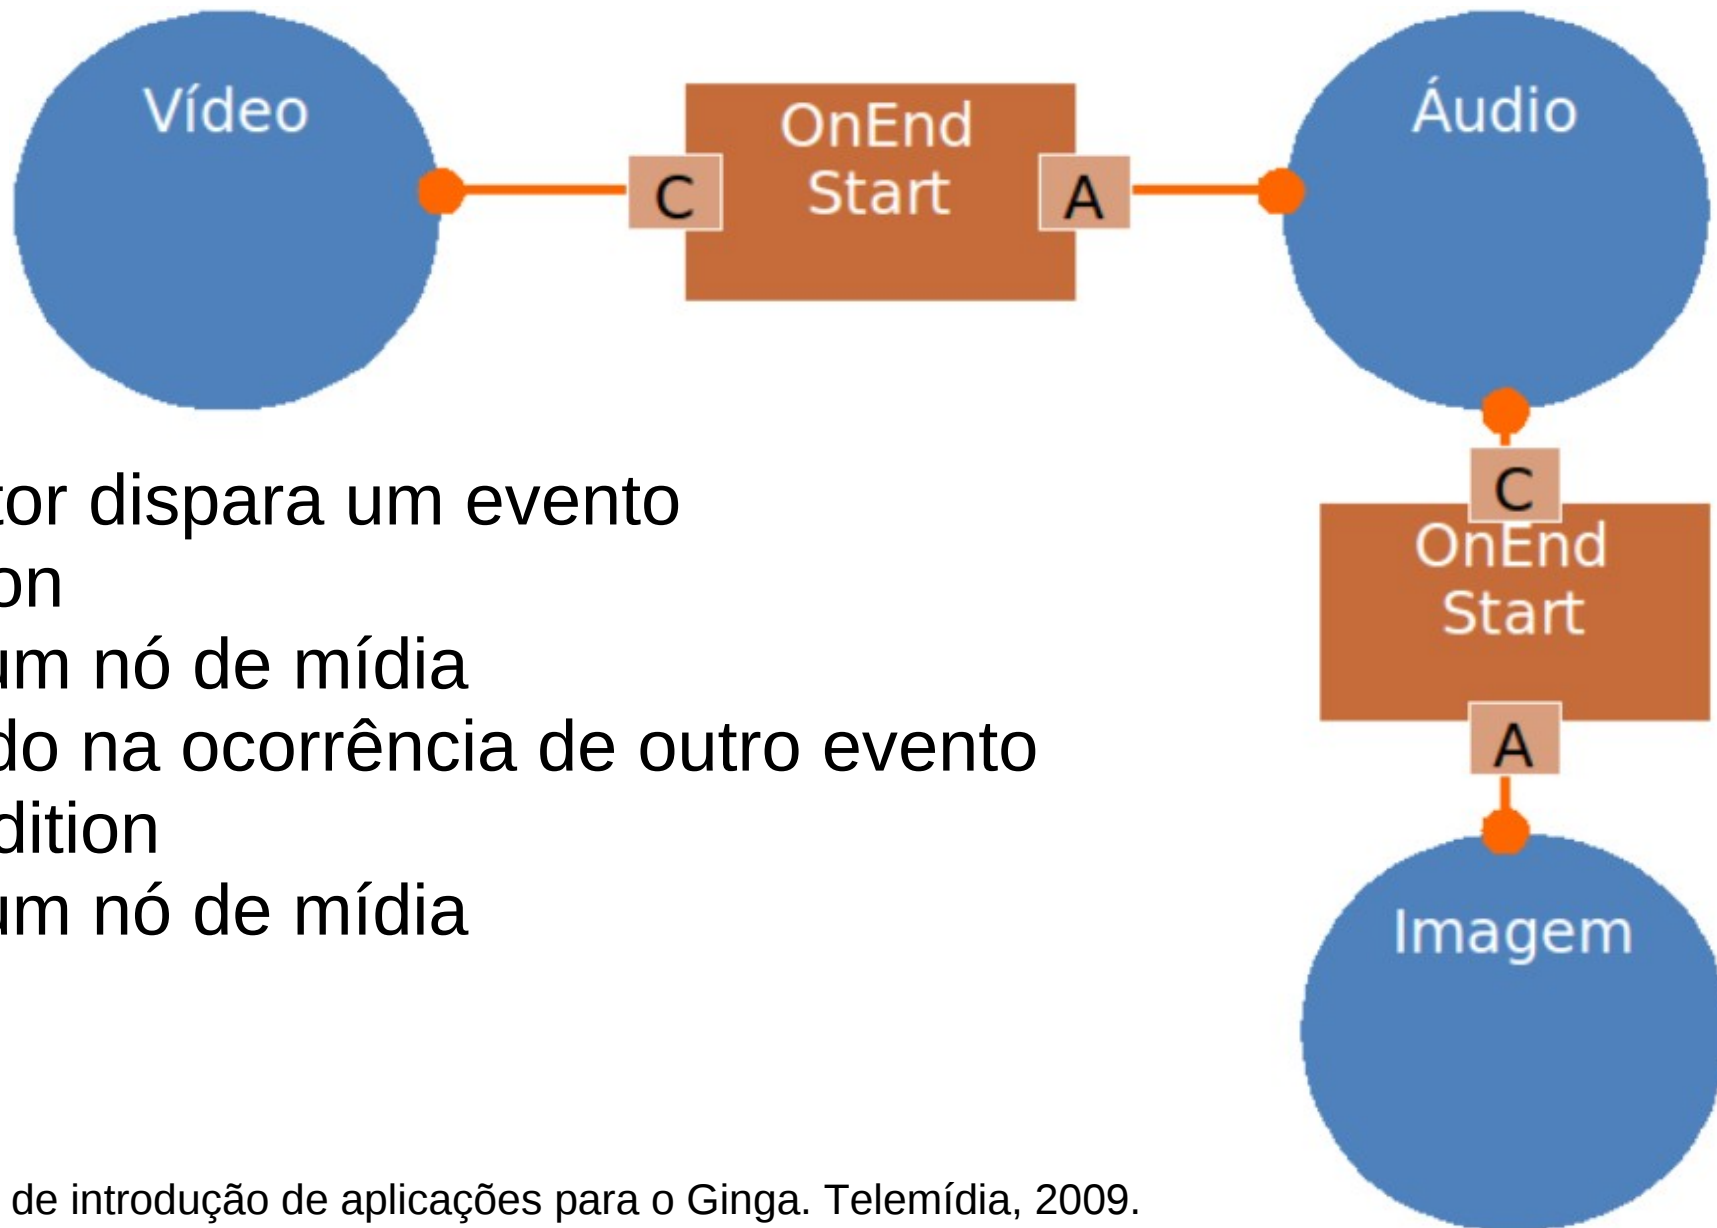 Vídeo
OnEnd
Start
C
A
Áudio
C
OnEnd
Start
A
Imagem
tor dispara um evento
on
um nó de mídia
do na ocorrência de outro evento
dition
um nó de mídia
de introdução de aplicações para o Ginga. Telemídia, 2009.